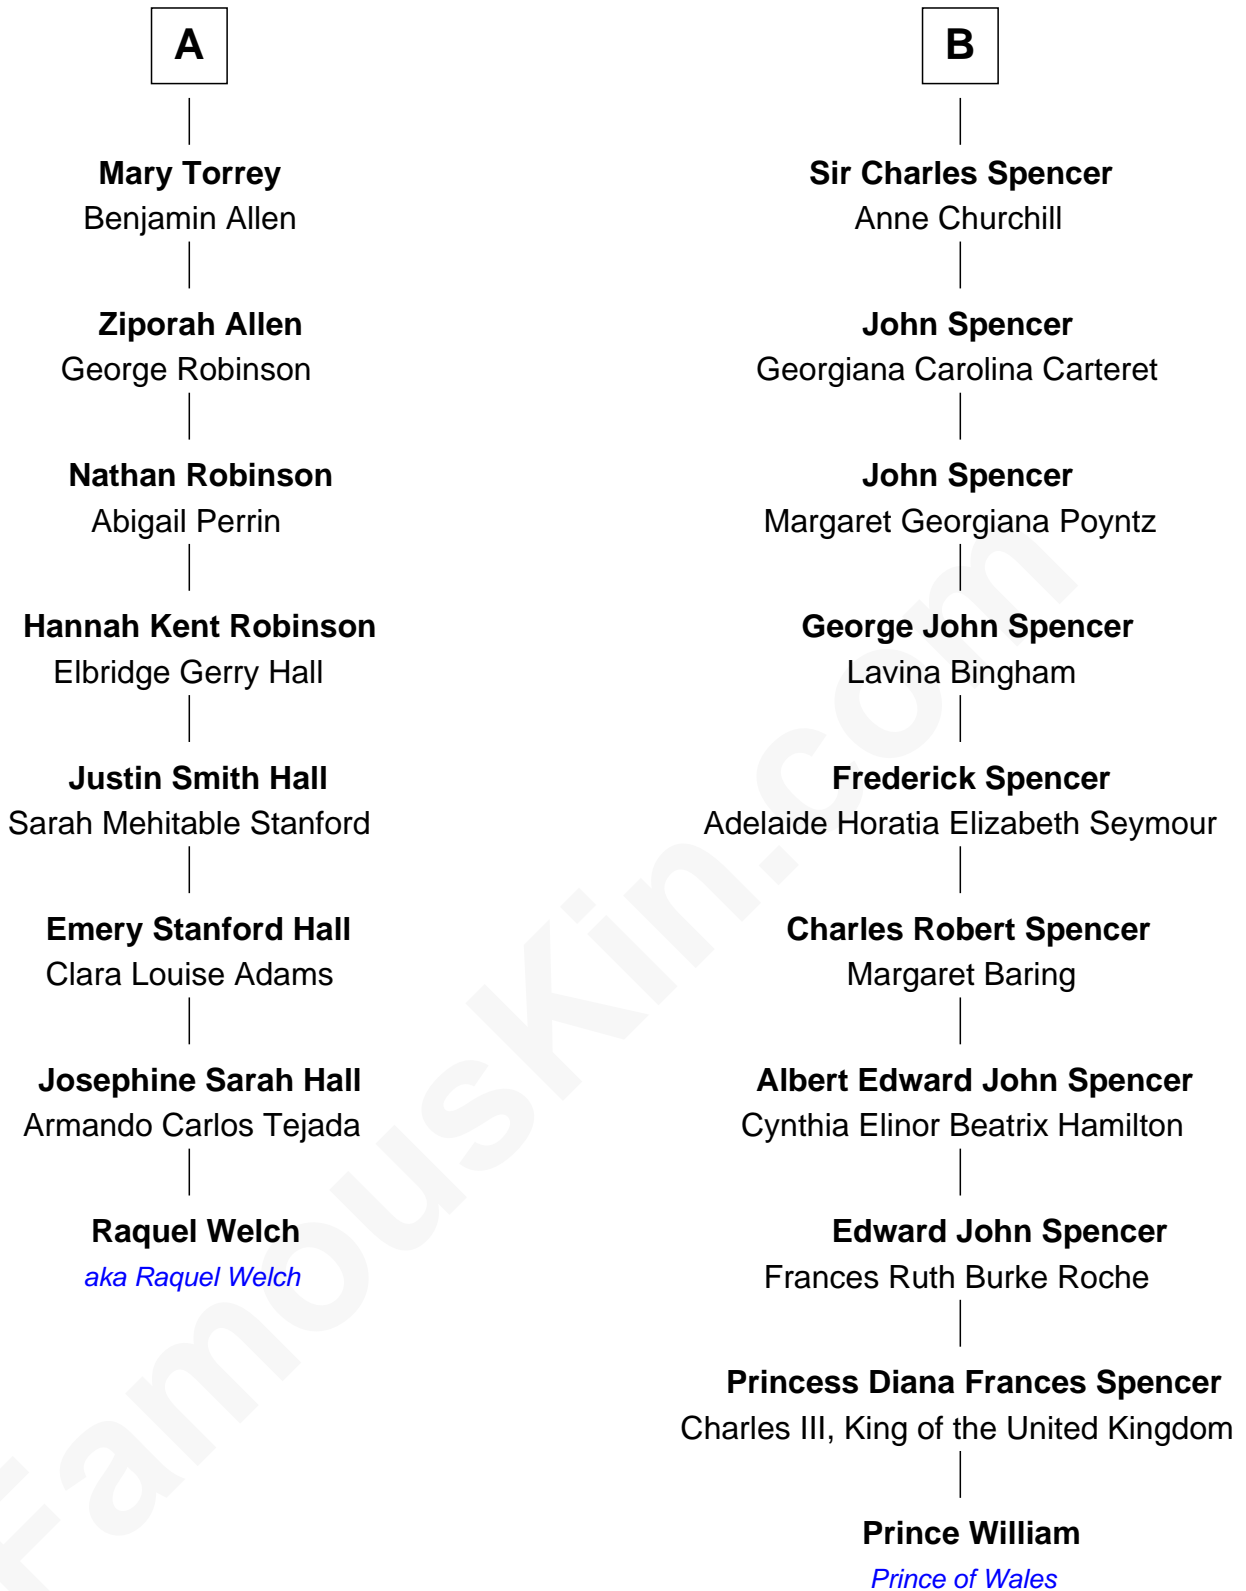 A
Mary Torrey
Benjamin Allen
Ziporah Allen
George Robinson
Nathan Robinson
Abigail Perrin
Hannah Kent Robinson
Elbridge Gerry Hall
Justin Smith Hall
Sarah Mehitable Stanford
Emery Stanford Hall
Clara Louise Adams
Josephine Sarah Hall
Armando Carlos Tejada
Raquel Welch
aka Raquel Welch
B
Sir Charles Spencer
Anne Churchill
John Spencer
Georgiana Carolina Carteret
John Spencer
Margaret Georgiana Poyntz
George John Spencer
Lavina Bingham
Frederick Spencer
Adelaide Horatia Elizabeth Seymour
Charles Robert Spencer
Margaret Baring
Albert Edward John Spencer
Cynthia Elinor Beatrix Hamilton
Edward John Spencer
Frances Ruth Burke Roche
Princess Diana Frances Spencer
Charles III, King of the United Kingdom
Prince William
Prince of Wales
FamousKin.com